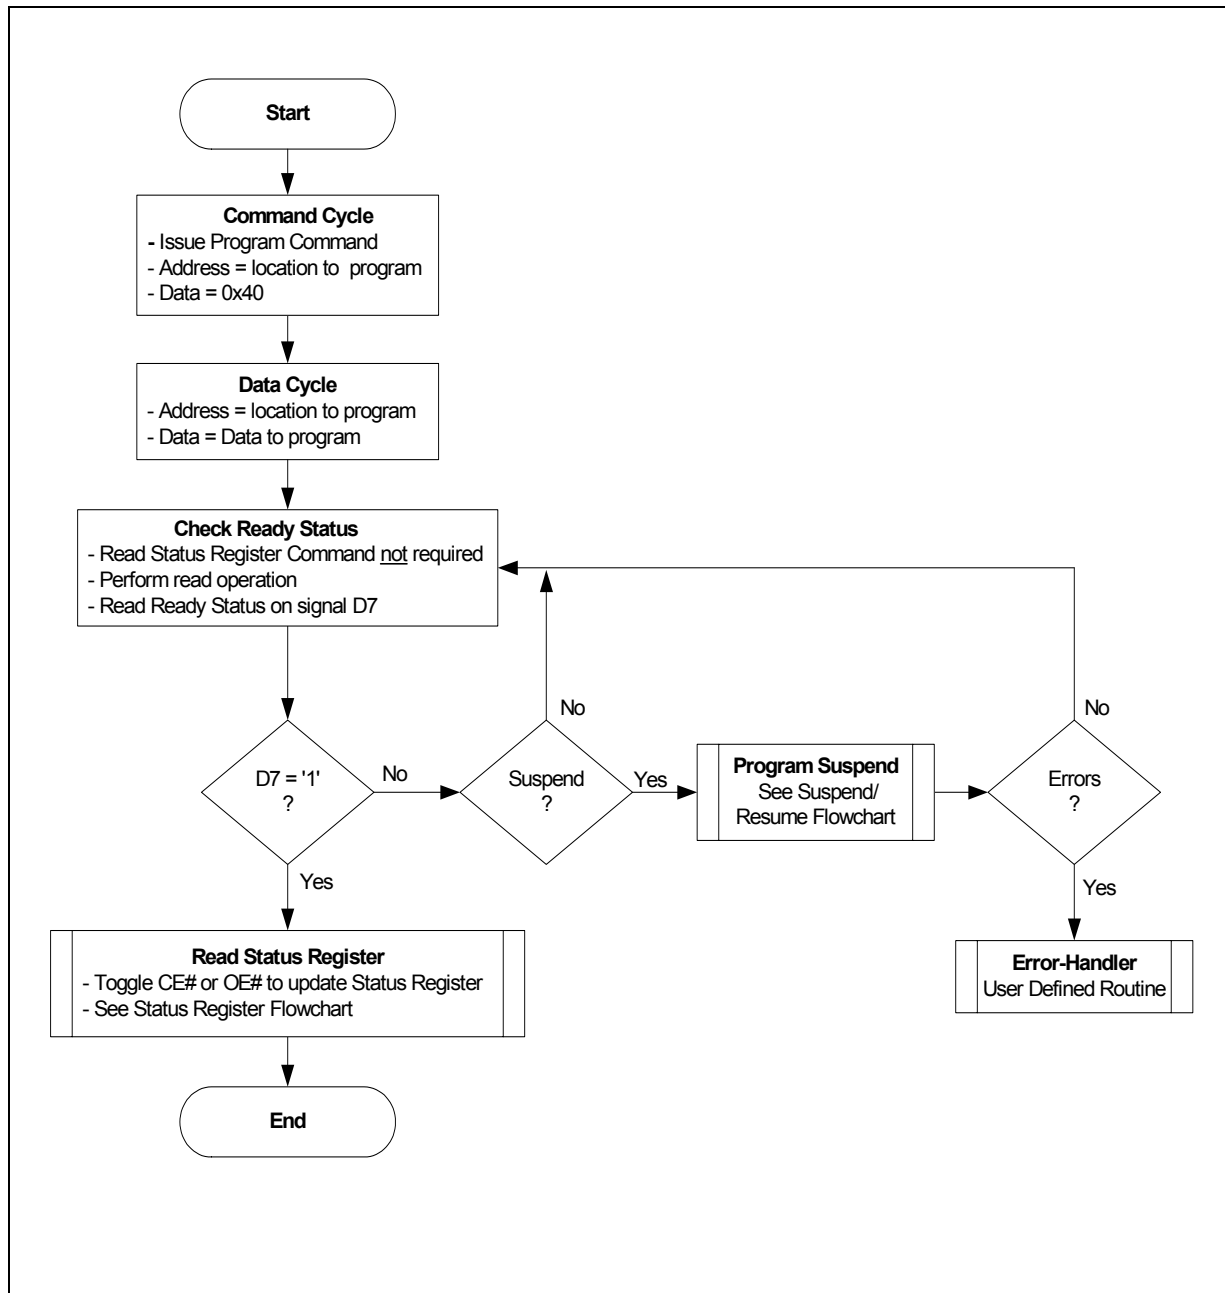 Start
Command Cycle
- Issue Program Command
- Address = location to program
- Data = 0x40
Data Cycle
- Address = location to program
- Data = Data to program
Check Ready Status
- Read Status Register Command not required
- Perform read operation
- Read Ready Status on signal D7
D7 = '1'
?
No
Yes
Suspend
?
No
Yes
Program Suspend
See Suspend/
Resume Flowchart
Errors
?
No
Yes
Error-Handler
User Defined Routine
Read Status Register
- Toggle CE# or OE# to update Status Register
- See Status Register Flowchart
End